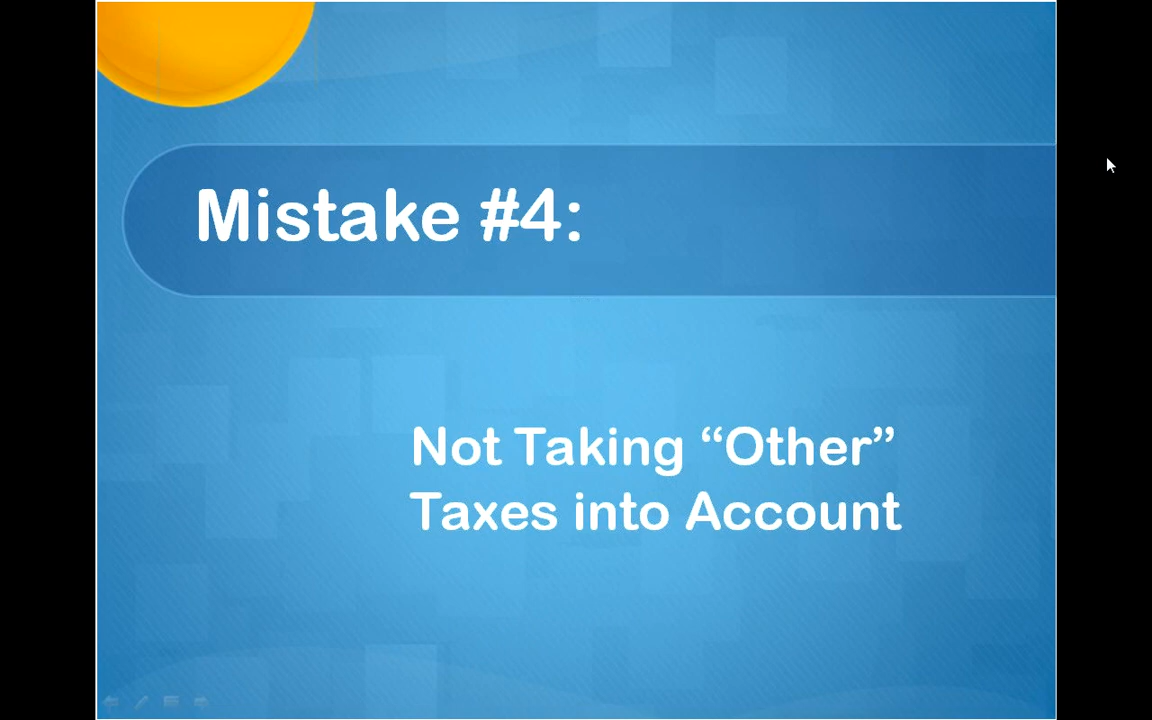 Mistake #4:
Not Taking “Other”
Taxes into Account